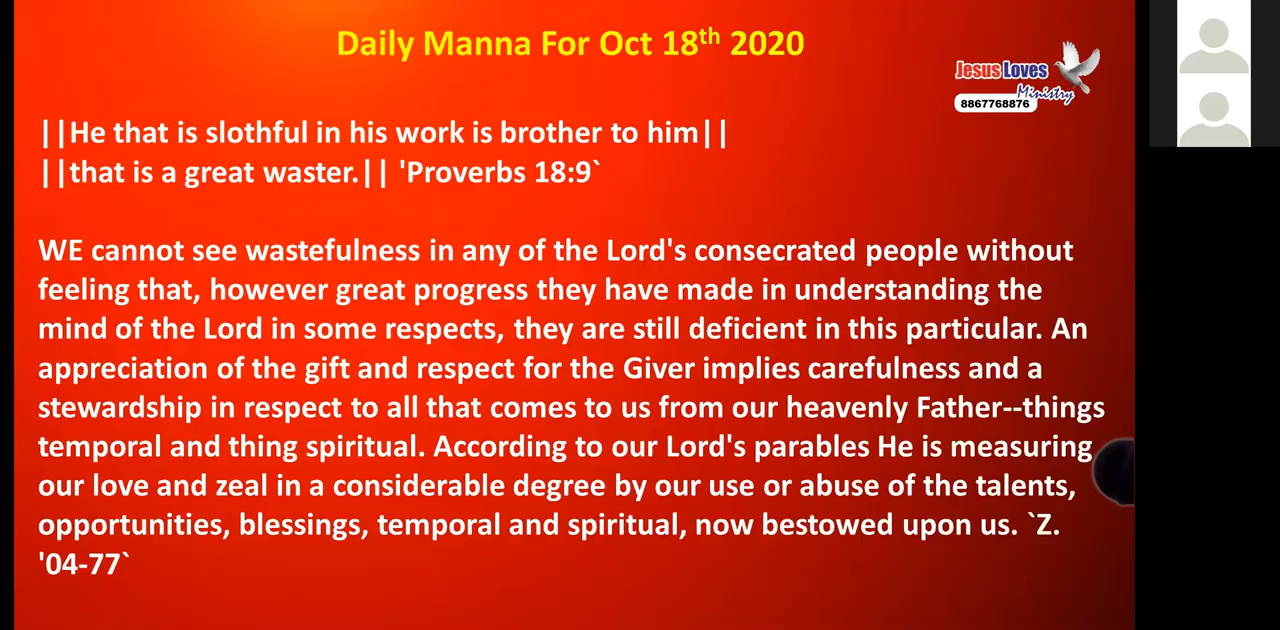 Daily Manna For Oct 18th 2020
Jesus Loves
Ministry
8867768876
||He that is slothful in his work is brother to him||
||that is a great waster.|| 'Proverbs 18:9`
WE cannot see wastefulness in any of the Lord's consecrated people without
feeling that, however great progress they have made in understanding the
mind of the Lord in some respects, they are still deficient in this particular. An
appreciation of the gift and respect for the Giver implies carefulness and a
stewardship in respect to all that comes to us from our heavenly Father--things
temporal and thing spiritual. According to our Lord's parables He is measuring
our love and zeal in a considerable degree by our use or abuse of the talents,
opportunities, blessings, temporal and spiritual, now bestowed upon us. `Z.
'04-77`